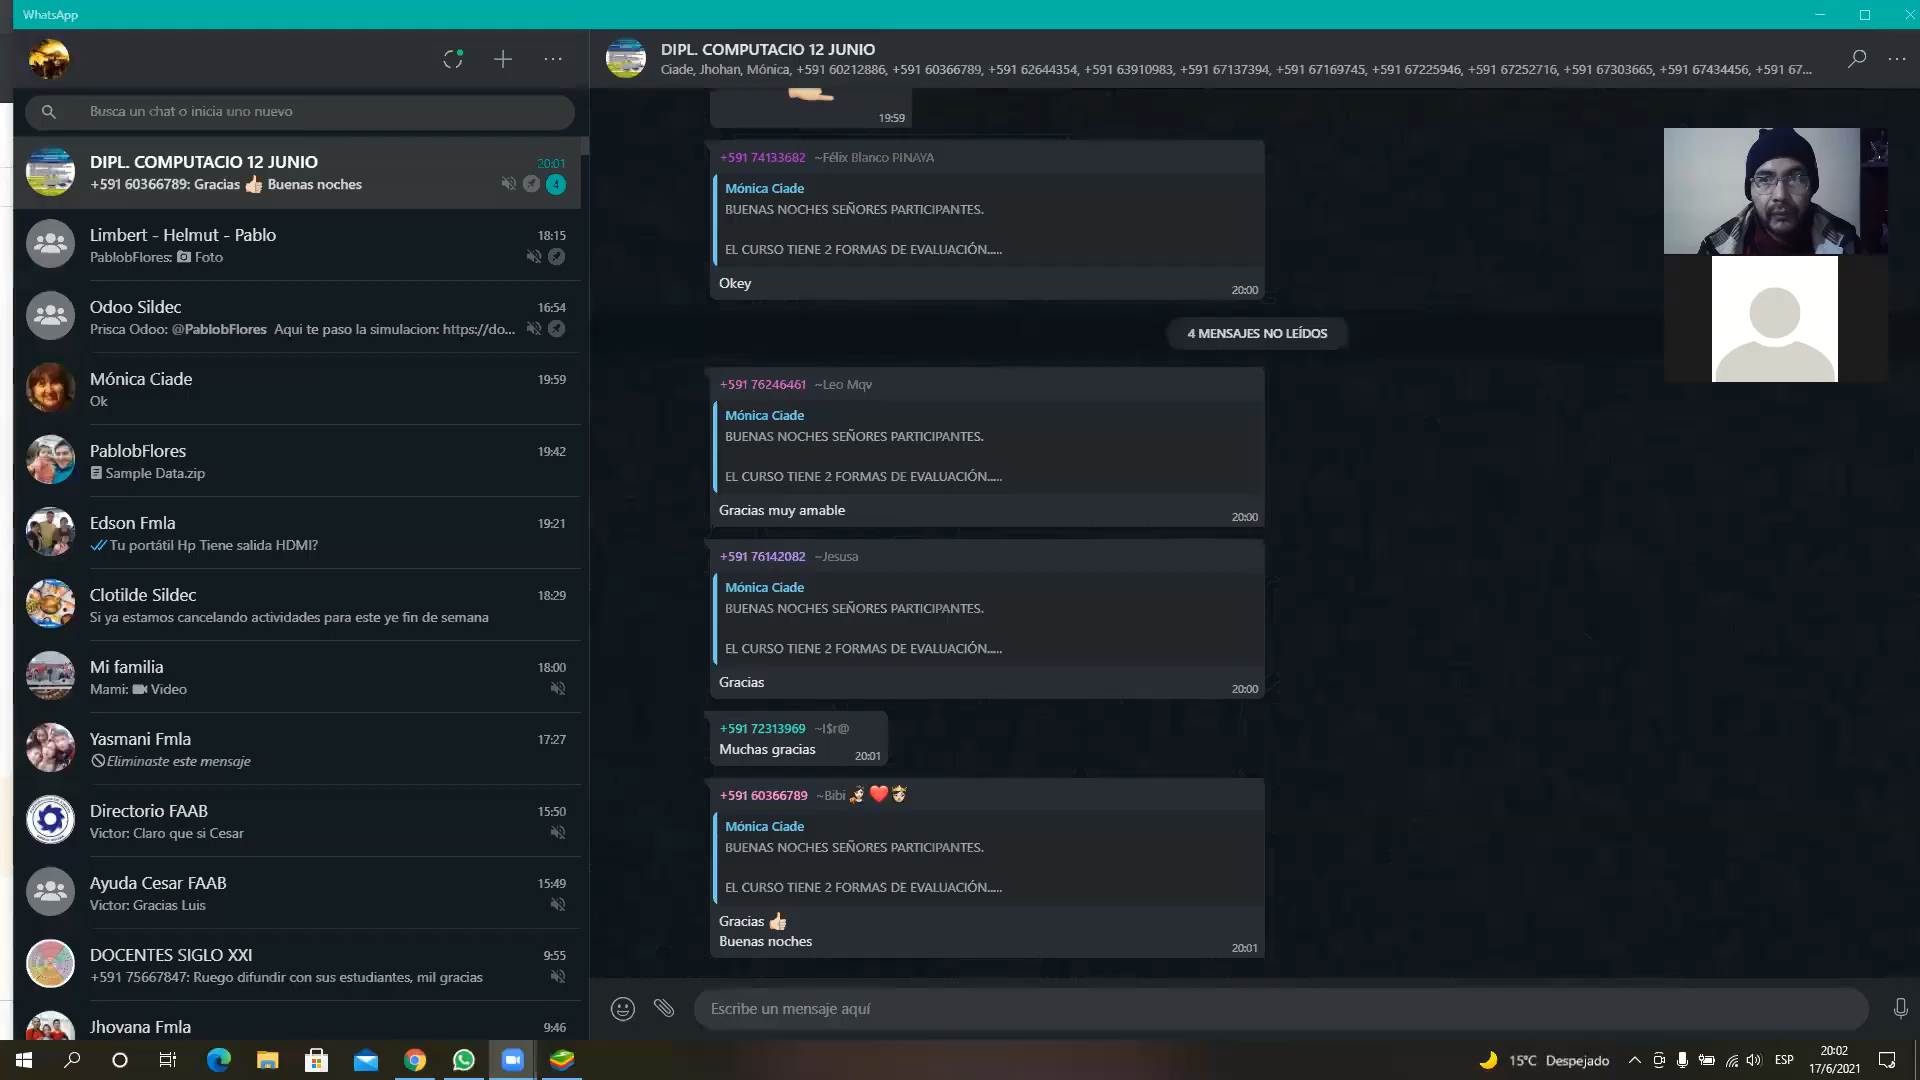 WhatsApp
Busca un chat o inicia uno nuevo
DIPL. COMPUTACIO 12 JUNIO
20:01
+591 60366789: Gracias 👍🏻 Buenas noches
4
Limbert - Helmut - Pablo
18:15
PablobFlores: Foto
Odoo Sildec
16:54
Prisca Odoo: @PablobFlores Aqui te paso la simulacion: https://do...
Mónica Ciade
19:59
Ok
PablobFlores
19:42
Sample Data.zip
Edson Fmla
19:21
Tu portátil Hp Tiene salida HDMI?
Clotilde Sildec
18:29
Si ya estamos cancelando actividades para este ye fin de semana
Mi familia
18:00
Mami: Video
Yasmani Fmla
17:27
Eliminaste este mensaje
Directorio FAAB
15:50
Victor: Claro que si Cesar
Ayuda Cesar FAAB
15:49
Victor: Gracias Luis
DOCENTES SIGLO XXI
9:55
+591 75667847: Ruego difundir con sus estudiantes, mil gracias
Jhovana Fmla
9:46
DIPL. COMPUTACIO 12 JUNIO
Ciade, Jhohan, Mónica, +591 60212886, +591 60366789, +591 62644354, +591 63910983, +591 67137394, +591 67169745, +591 67225946, +591 67252716, +591 67303665, +591 67434456, +591 67...
19:59
+591 74133682 ~Félix Blanco PINAYA
Mónica Ciade
BUENAS NOCHES SEÑORES PARTICIPANTES.
EL CURSO TIENE 2 FORMAS DE EVALUACIÓN.....
Okey
20:00
4 MENSAJES NO LEÍDOS
+591 76246461 ~Leo Mqv
Mónica Ciade
BUENAS NOCHES SEÑORES PARTICIPANTES.
EL CURSO TIENE 2 FORMAS DE EVALUACIÓN.....
Gracias muy amable
20:00
+591 76142082 ~Jesusa
Mónica Ciade
BUENAS NOCHES SEÑORES PARTICIPANTES.
EL CURSO TIENE 2 FORMAS DE EVALUACIÓN.....
Gracias
20:00
+591 72313969 ~I$r@
Muchas gracias
20:01
+591 60366789 ~Bibi
Mónica Ciade
BUENAS NOCHES SEÑORES PARTICIPANTES.
EL CURSO TIENE 2 FORMAS DE EVALUACIÓN.....
Gracias 👍🏻
Buenas noches
20:01
Escribe un mensaje aquí
15°C Despejado
ESP
20:02
17/6/2021